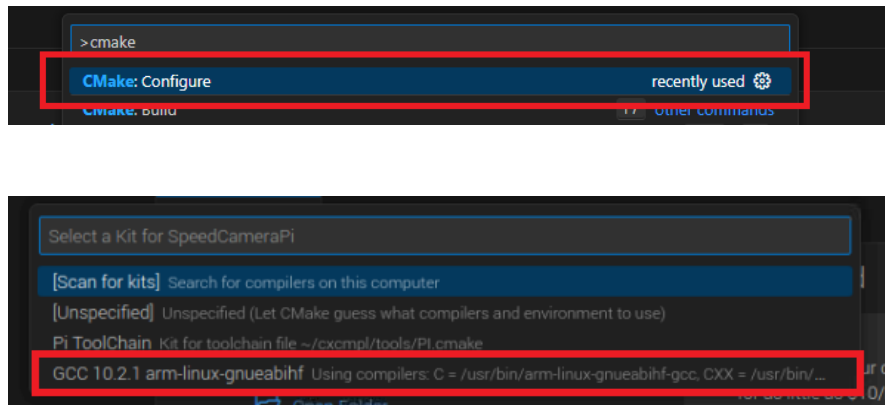 >cmake
CMake: Configure recently used
CMake: Build 17 other commands
Select a Kit for SpeedCameraPi
[Scan for kits] Search for compilers on this computer
[Unspecified] Unspecified (Let CMake guess what compilers and environment to use)
Pi ToolChain Kit for toolchain file ~/cxcmpl/tools/PI.cmake
GCC 10.2.1 arm-linux-gnueabihf Using compilers: C = /usr/bin/arm-linux-gnueabihf-gcc, CXX = /usr/bin/...
Open Folder